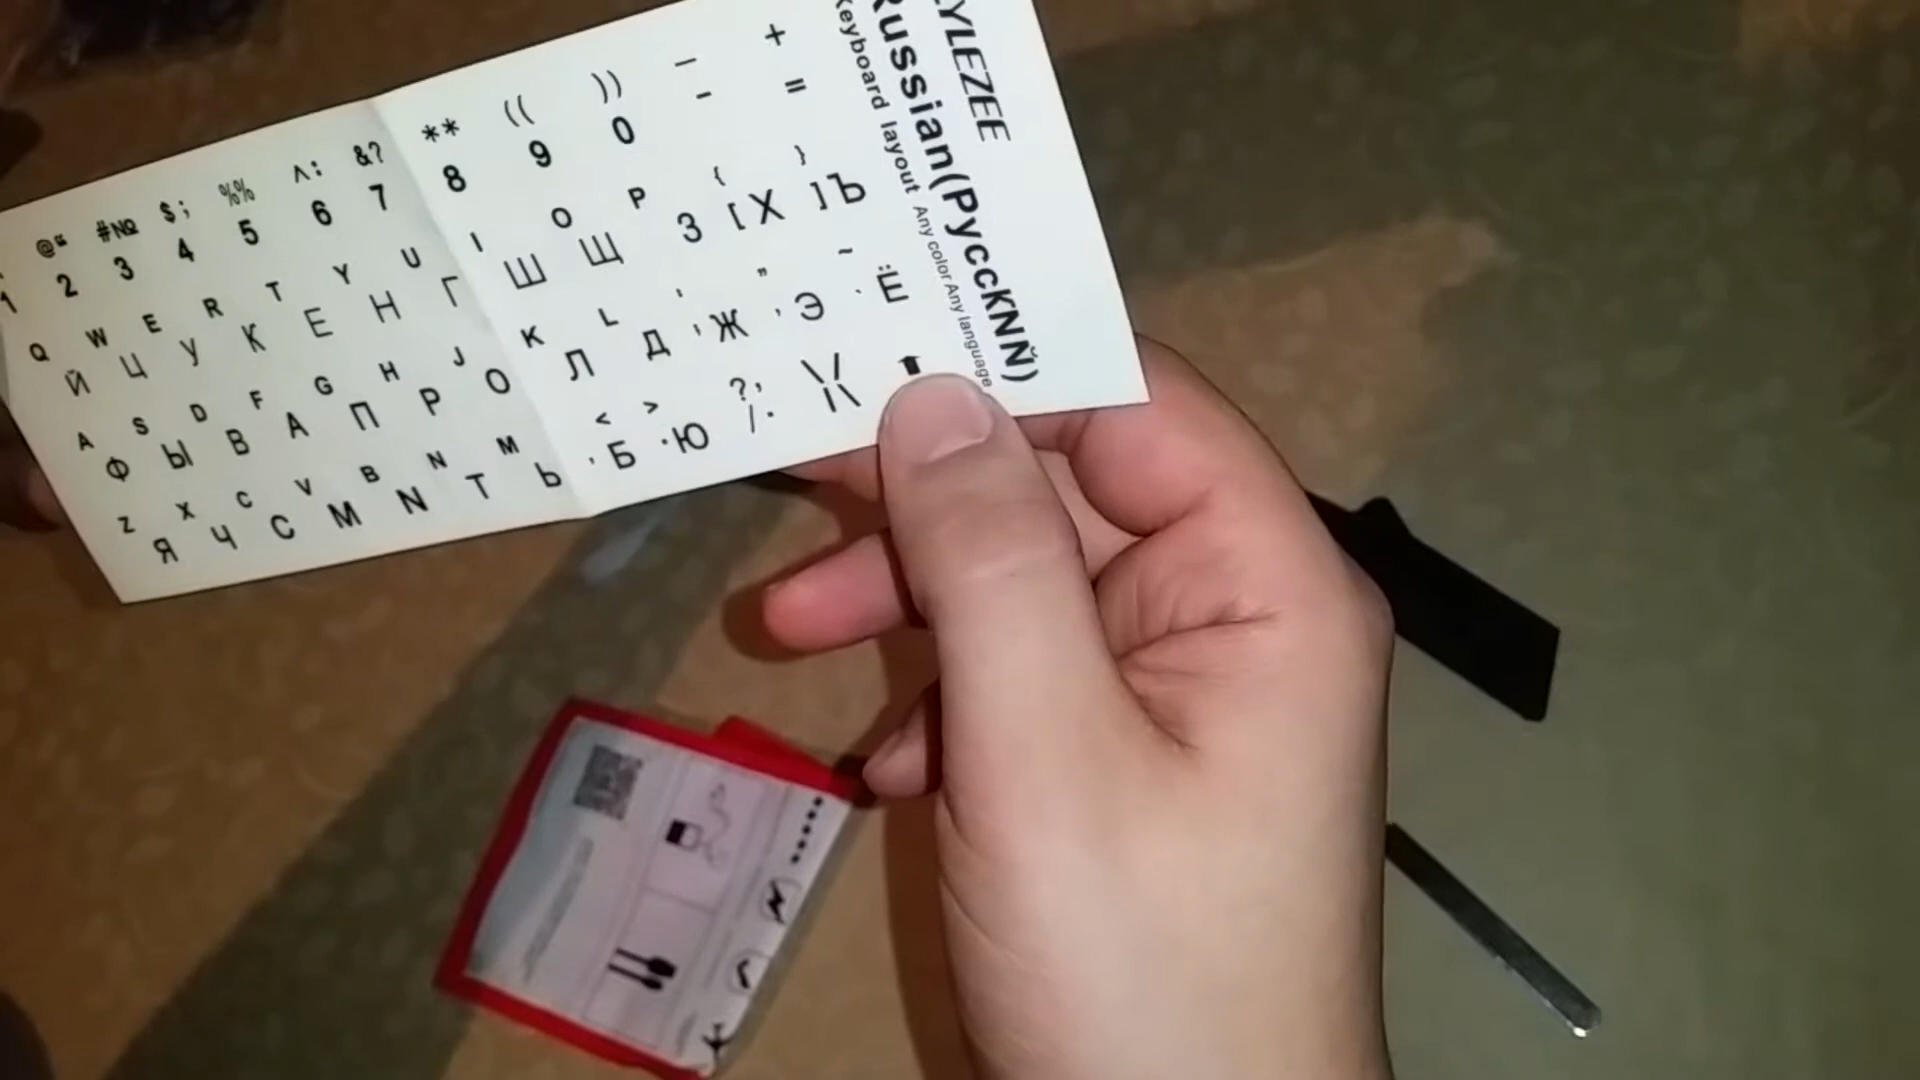 YLEZEE
Russian(РусскNЙ)
Keyboard layout Any color Any language
@“ #№ $; %% ^: &? ** (( )) _ +
1 2 3 4 5 6 7 8 9 0 - =
Q W E R T Y U I O P { }
Й Ц У К Е Н Г Ш Щ З [ Х ] Ъ
A S D F G H J K L : " ~
Ф Ы В А П Р О Л Д ; Ж ' Э ` Ё
Z X C V B N M < > ?, \/
Я Ч С М N Т Ь , Б . Ю /. \